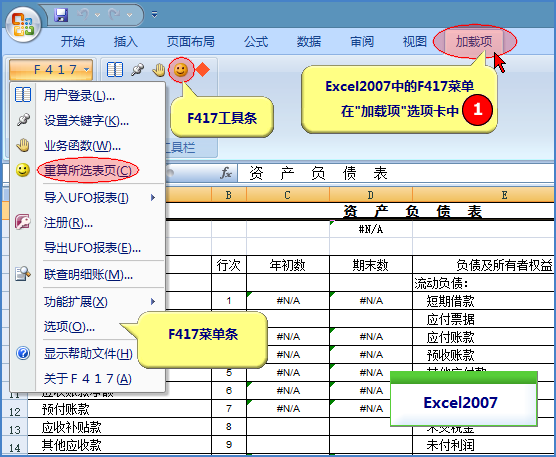 开始 插入 页面布局 公式 数据 审阅 视图 加载项
F417
Excel2007中的F417菜单
在"加载项"选项卡中 1
F417工具条
用户登录(L)...
设置关键字(K)...
业务函数(W)...
重算所选表页(C)
导入UFO报表(I)
注册(R)...
导出UFO报表(E)...
联查明细账(M)...
功能扩展(X)
选项(O)...
显示帮助文件(H)
关于F417(A)
F417菜单条
工具栏
fx 资 产 负 债 表
B C D E
资 产 负 债 表
#N/A
行次 年初数 期末数 负债及所有者权益
流动负债:
1 #N/A #N/A 短期借款
应付票据
#N/A #N/A 应付账款
#N/A #N/A 预收账款
5 #N/A #N/A
11 6 #N/A #N/A
12 预付账款 7 #N/A #N/A
13 应收补贴款 8
14 其他应收款 9 未付利润
Excel2007